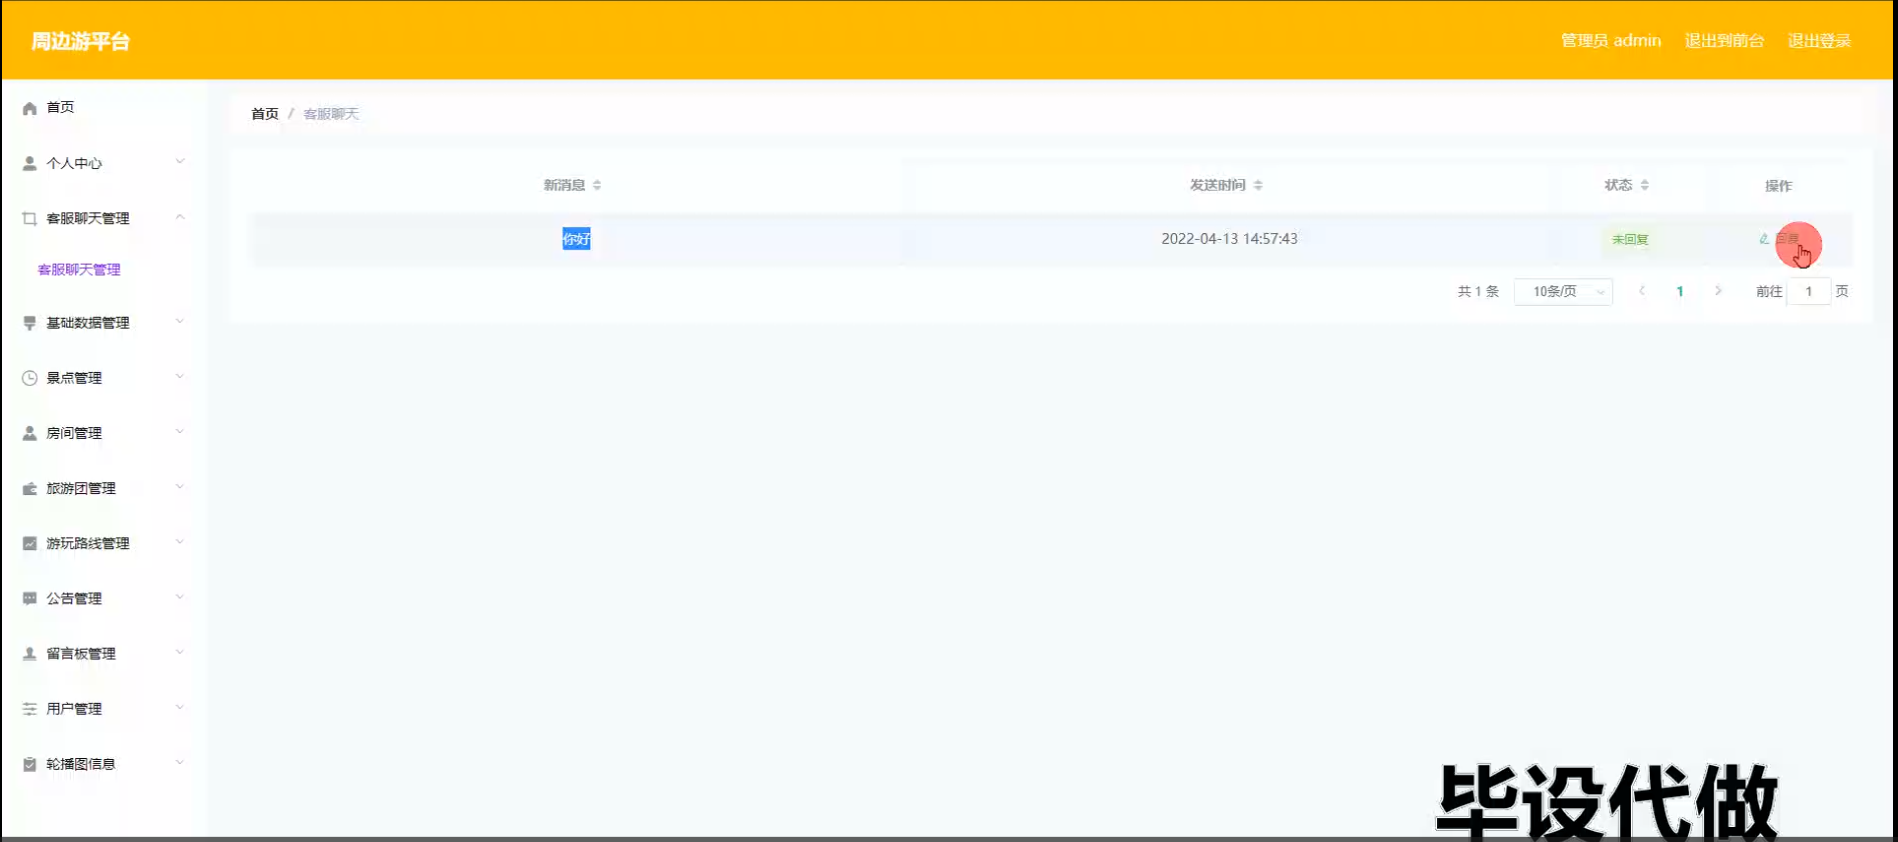 周边游平台
管理员 admin 退出到前台 退出登录
首页
个人中心
客服聊天管理
客服聊天管理
基础数据管理
景点管理
房间管理
旅游团管理
游玩路线管理
公告管理
留言板管理
用户管理
轮播图信息
首页 / 客服聊天
新消息 发送时间 状态 操作
你好 2022-04-13 14:57:43 未回复 回复
共 1 条 10条/页 1 前往 1 页
毕设代做